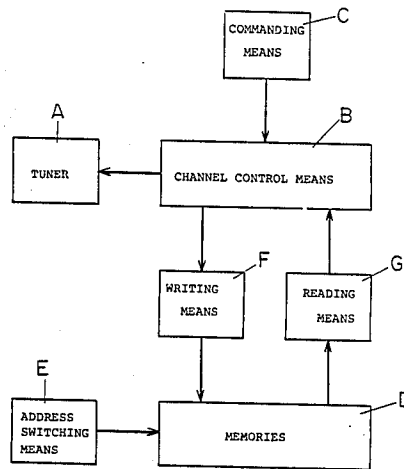 C
COMMANDING
MEANS
A
B
TUNER
CHANNEL CONTROL MEANS
F
G
WRITING
MEANS
READING
MEANS
E
D
ADDRESS
SWITCHING
MEANS
MEMORIES